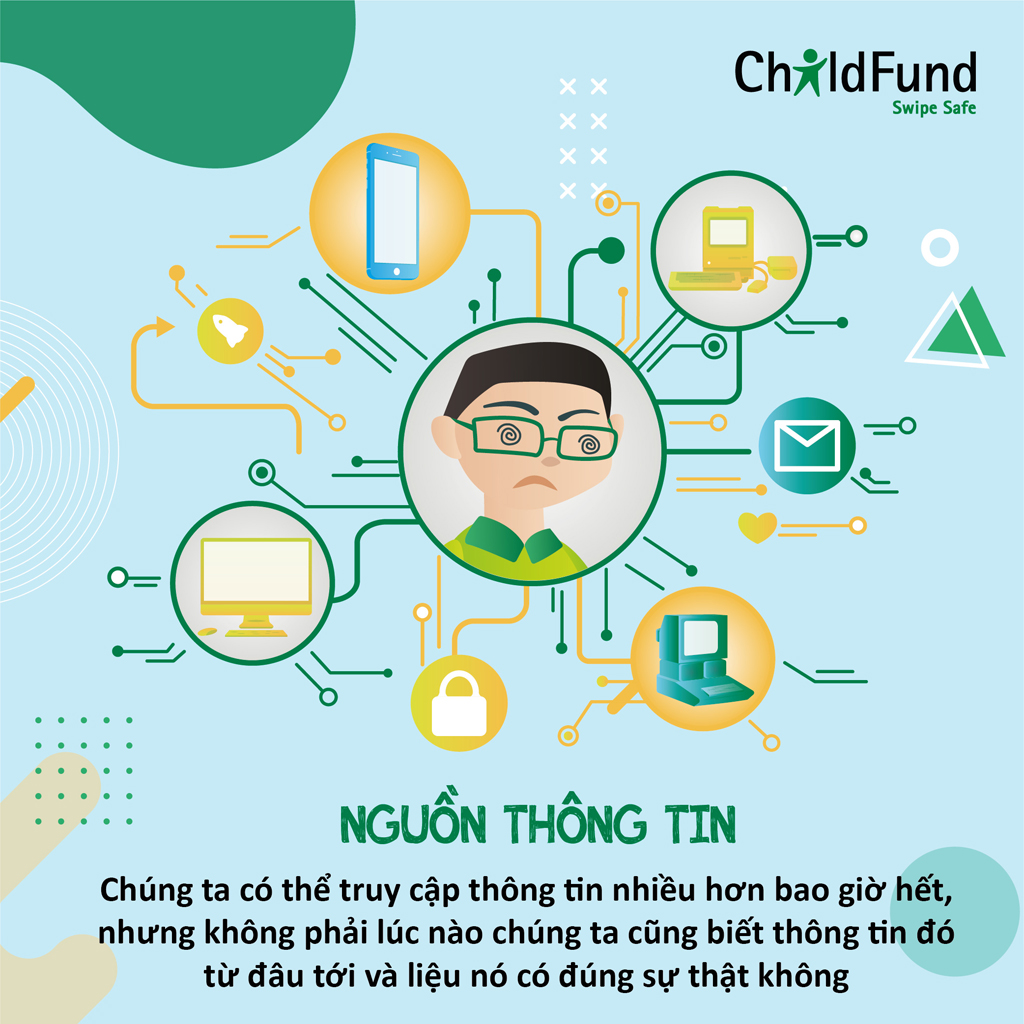 ChildFund
Swipe Safe
NGUỒN THÔNG TIN
Chúng ta có thể truy cập thông tin nhiều hơn bao giờ hết,
nhưng không phải lúc nào chúng ta cũng biết thông tin đó
từ đâu tới và liệu nó có đúng sự thật không